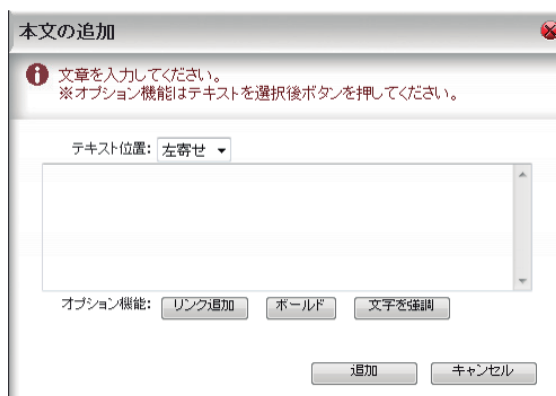 本文の追加
文章を入力してください。
※オプション機能はテキストを選択後ボタンを押してください。
テキスト位置: 左寄せ
オプション機能: リンク追加 ボールド 文字を強調
追加 キャンセル